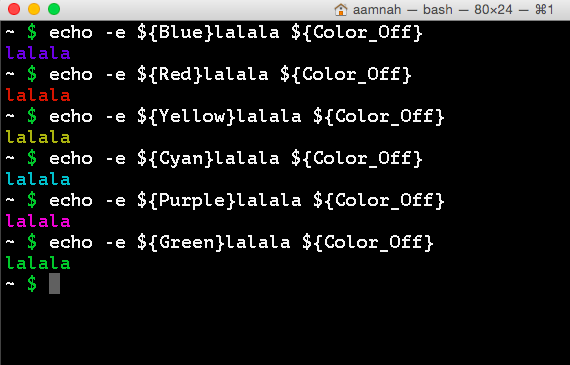 aamnah — bash — 80×24 — ⌘1
~ $ echo -e ${Blue}lalala ${Color_Off}
lalala
~ $ echo -e ${Red}lalala ${Color_Off}
lalala
~ $ echo -e ${Yellow}lalala ${Color_Off}
lalala
~ $ echo -e ${Cyan}lalala ${Color_Off}
lalala
~ $ echo -e ${Purple}lalala ${Color_Off}
lalala
~ $ echo -e ${Green}lalala ${Color_Off}
lalala
~ $